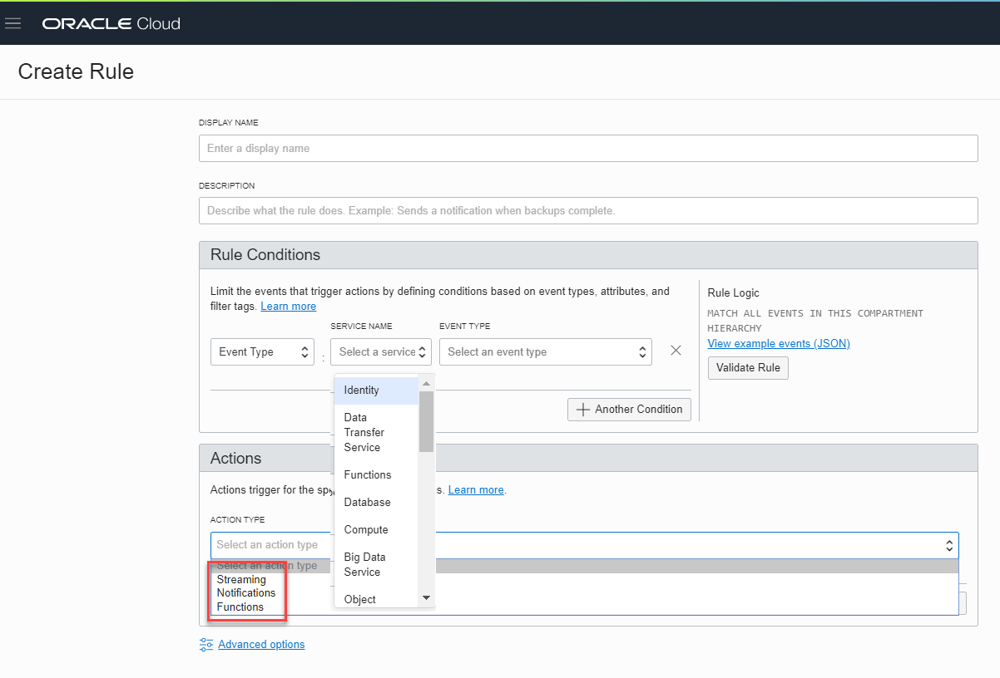 ORACLE Cloud
Create Rule
DISPLAY NAME
Enter a display name
DESCRIPTION
Describe what the rule does. Example: Sends a notification when backups complete.
Rule Conditions
Limit the events that trigger actions by defining conditions based on event types, attributes, and
filter tags. Learn more
SERVICE NAME
EVENT TYPE
Event Type
:
Select a service
Select an event type
Another Condition
Rule Logic
MATCH ALL EVENTS IN THIS COMPARTMENT
HIERARCHY
View example events (JSON)
Validate Rule
Identity
Data
Transfer
Service
Functions
Database
Compute
Big Data
Service
Object
Actions
Actions trigger for the
s. Learn more.
ACTION TYPE
Select an action type
Select an action type
Streaming
Notifications
Functions
Advanced options